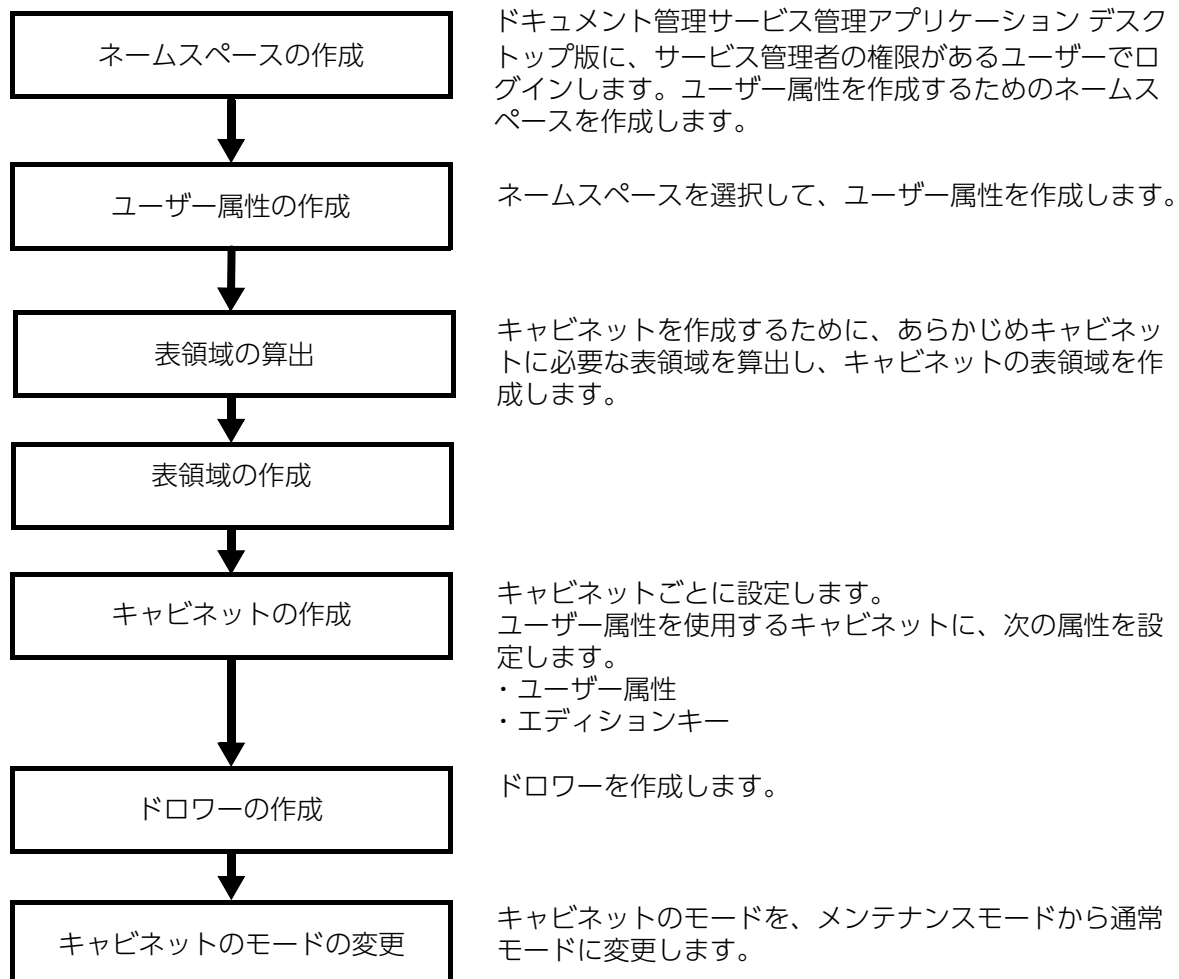 ネームスペースの作成
ドキュメント管理サービス管理アプリケーション デスク
トップ版に、サービス管理者の権限があるユーザーでロ
グインします。ユーザー属性を作成するためのネームス
ペースを作成します。
ユーザー属性の作成
ネームスペースを選択して、ユーザー属性を作成します。
表領域の算出
キャビネットを作成するために、あらかじめキャビネッ
トに必要な表領域を算出し、キャビネットの表領域を作
成します。
表領域の作成
キャビネットの作成
キャビネットごとに設定します。
ユーザー属性を使用するキャビネットに、次の属性を設
定します。
・ユーザー属性
・エディションキー
ドロワーの作成
ドロワーを作成します。
キャビネットのモードの変更
キャビネットのモードを、メンテナンスモードから通常
モードに変更します。